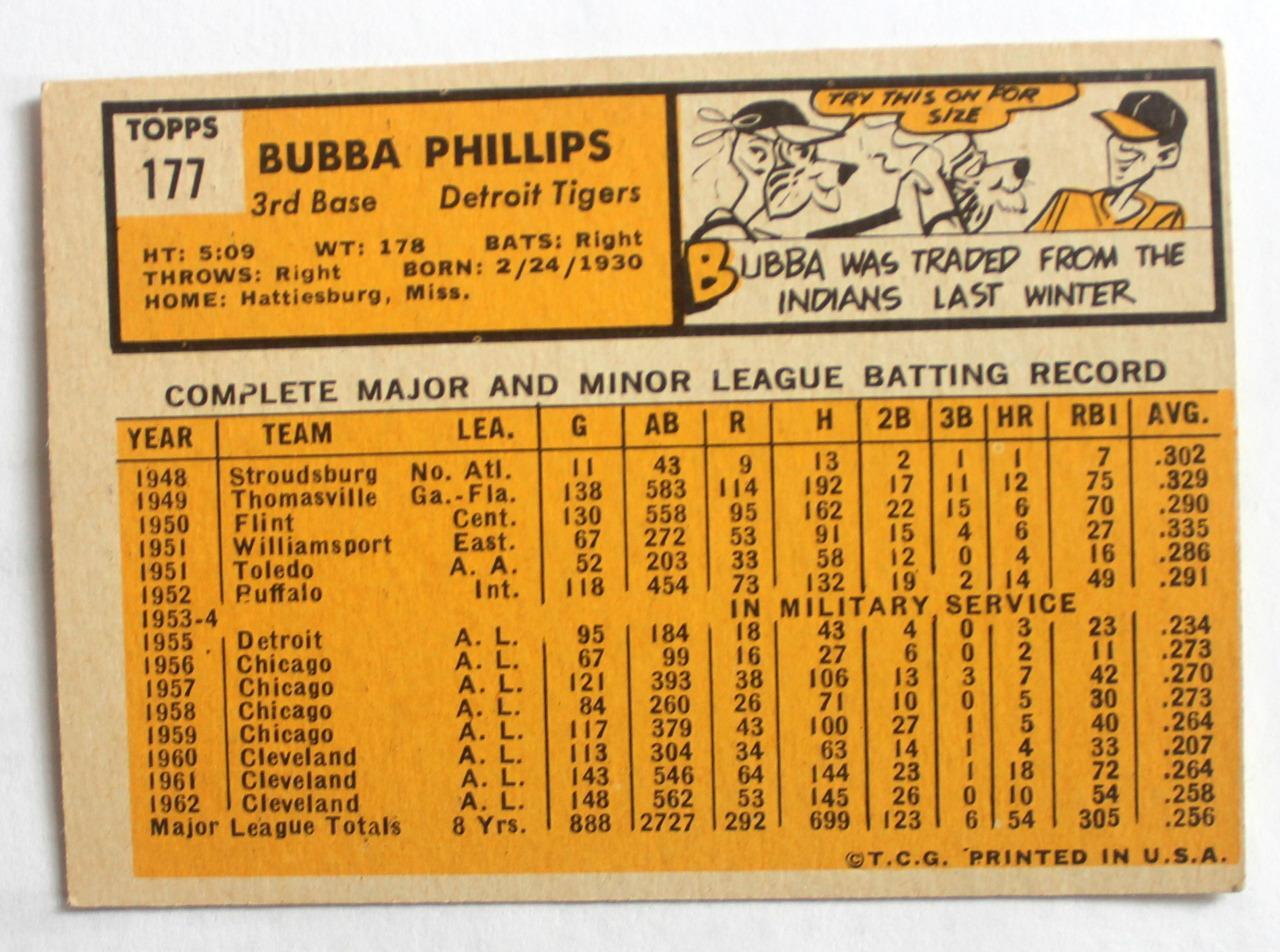 TOPPS
177
BUBBA PHILLIPS
3rd Base Detroit Tigers
HT: 5:09 WT: 178 BATS: Right
THROWS: Right BORN: 2/24/1930
HOME: Hattiesburg, Miss.
TRY THIS ON FOR
SIZE
BUBBA WAS TRADED FROM THE
INDIANS LAST WINTER
COMPLETE MAJOR AND MINOR LEAGUE BATTING RECORD
YEAR TEAM LEA. G AB R H 2B 3B HR RBI AVG.
1948 Stroudsburg No. Atl. 11 43 9 13 2 1 1 7 .302
1949 Thomasville Ga.-Fla. 138 583 114 192 17 11 12 75 .329
1950 Flint Cent. 130 558 95 162 22 15 6 70 .290
1951 Williamsport East. 67 272 53 91 15 4 6 27 .335
1951 Toledo A. A. 52 203 33 58 12 0 4 16 .286
1952 Buffalo Int. 118 454 73 132 19 2 14 49 .291
1953-4 IN MILITARY SERVICE
1955 Detroit A. L. 95 184 18 43 4 0 3 23 .234
1956 Chicago A. L. 67 99 16 27 6 0 2 11 .273
1957 Chicago A. L. 121 393 38 106 13 3 7 42 .270
1958 Chicago A. L. 84 260 26 71 10 0 5 30 .273
1959 Chicago A. L. 117 379 43 100 27 1 5 40 .264
1960 Cleveland A. L. 113 304 34 63 14 1 4 33 .207
1961 Cleveland A. L. 143 546 64 144 23 1 18 72 .264
1962 Cleveland A. L. 148 562 53 145 26 0 10 54 .258
Major League Totals 8 Yrs. 888 2727 292 699 123 6 54 305 .256
©T.C.G. PRINTED IN U.S.A.